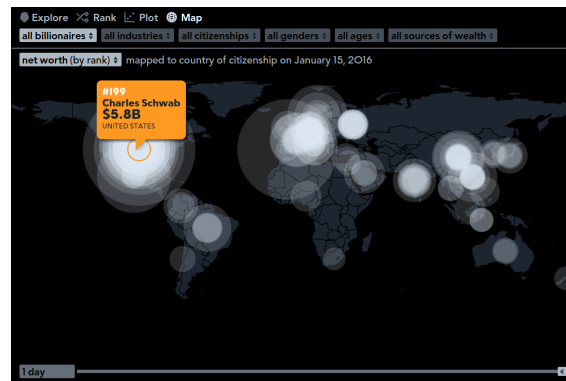 Explore Rank Plot Map
all billionaires all industries all citizenships all genders all ages all sources of wealth
net worth (by rank) mapped to country of citizenship on January 15, 2016
#199
Charles Schwab
$5.8B
UNITED STATES
1 day